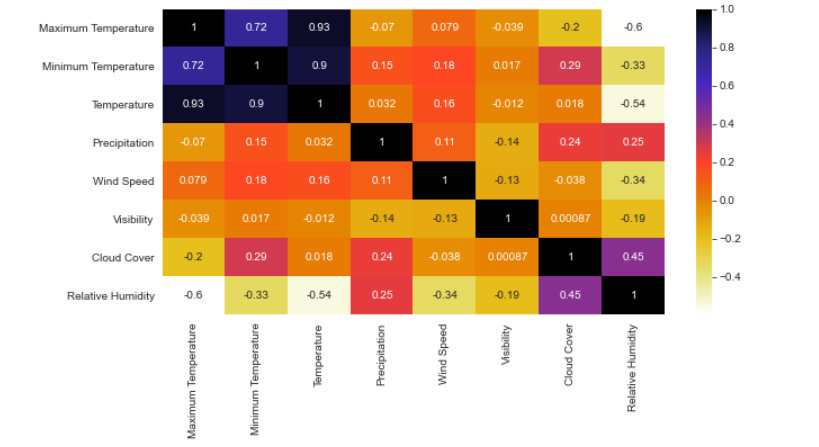 Maximum Temperature 1 0.72 0.93 -0.07 0.079 -0.039 -0.2 -0.6
Minimum Temperature 0.72 1 0.9 0.15 0.18 0.017 0.29 -0.33
Temperature 0.93 0.9 1 0.032 0.16 -0.012 0.018 -0.54
Precipitation -0.07 0.15 0.032 1 0.11 -0.14 0.24 0.25
Wind Speed 0.079 0.18 0.16 0.11 1 -0.13 -0.038 -0.34
Visibility -0.039 0.017 -0.012 -0.14 -0.13 1 0.00087 -0.19
Cloud Cover -0.2 0.29 0.018 0.24 -0.038 0.00087 1 0.45
Relative Humidity -0.6 -0.33 -0.54 0.25 -0.34 -0.19 0.45 1
Maximum Temperature
Minimum Temperature
Temperature
Precipitation
Wind Speed
Visibility
Cloud Cover
Relative Humidity
1.0
0.8
0.6
0.4
0.2
0.0
−0.2
−0.4